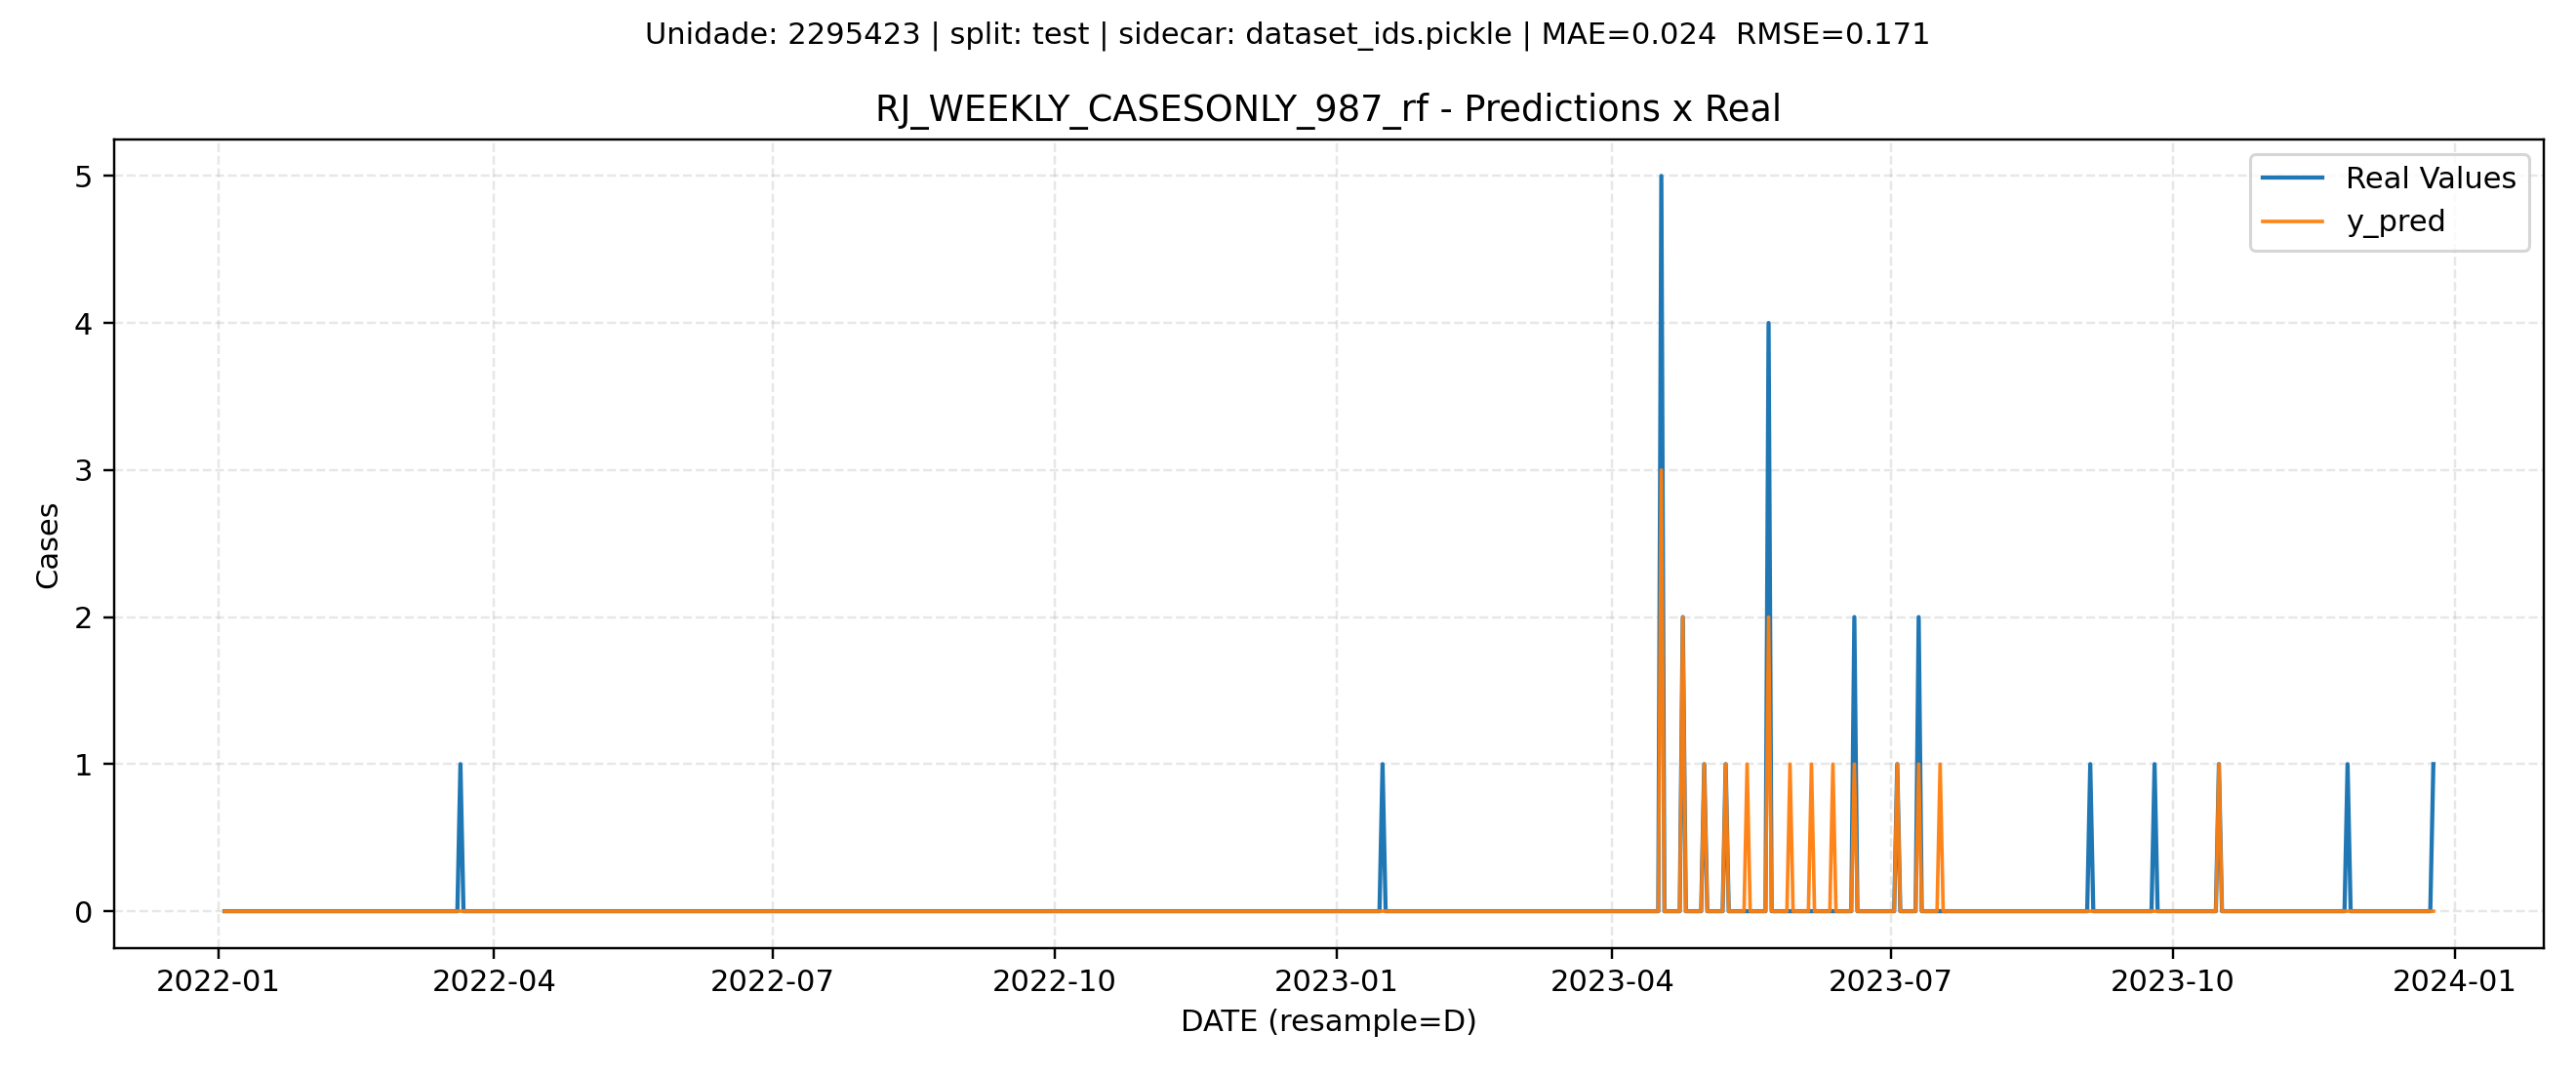 Unidade: 2295423 | split: test | sidecar: dataset_ids.pickle | MAE=0.024  RMSE=0.171
RJ_WEEKLY_CASESONLY_987_rf - Predictions x Real
Real Values
y_pred
5
4
3
2
1
0
Cases
2022-01
2022-04
2022-07
2022-10
2023-01
2023-04
2023-07
2023-10
2024-01
DATE (resample=D)